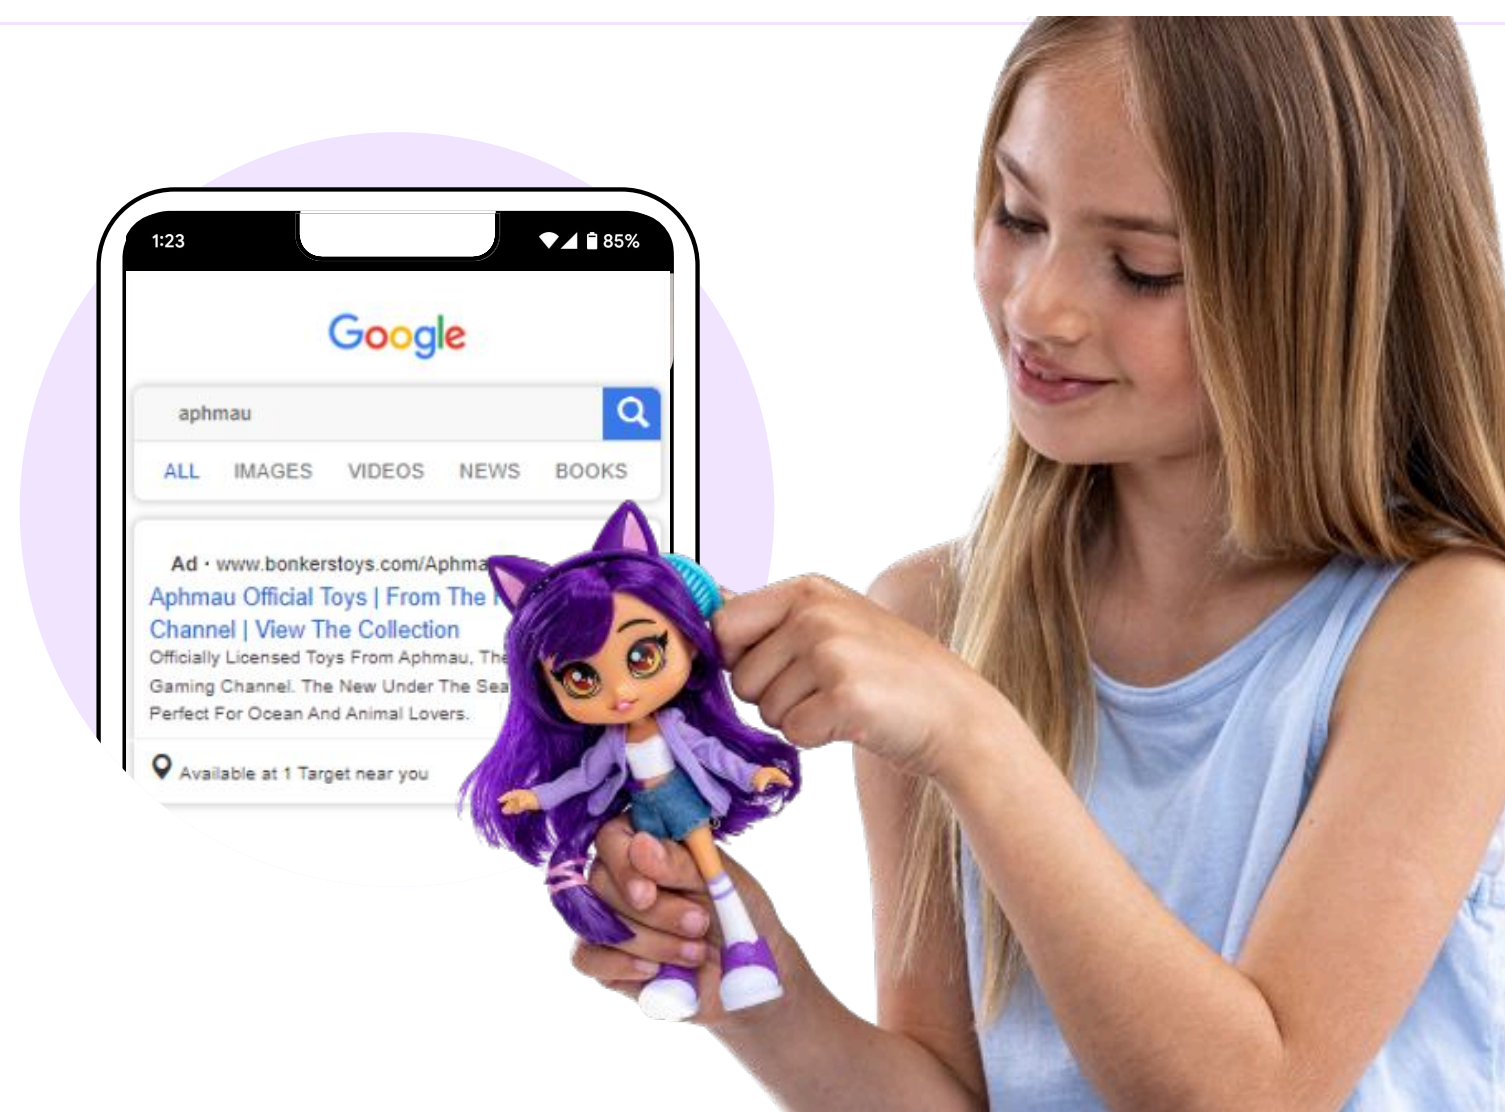 1:23
85%
Google
aphmau
ALL IMAGES VIDEOS NEWS BOOKS
Ad · www.bonkerstoys.com/Aphma
Aphmau Official Toys | From The
Channel | View The Collection
Officially Licensed Toys From Aphmau, The
Gaming Channel. The New Under The Sea
Perfect For Ocean And Animal Lovers.
Available at 1 Target near you